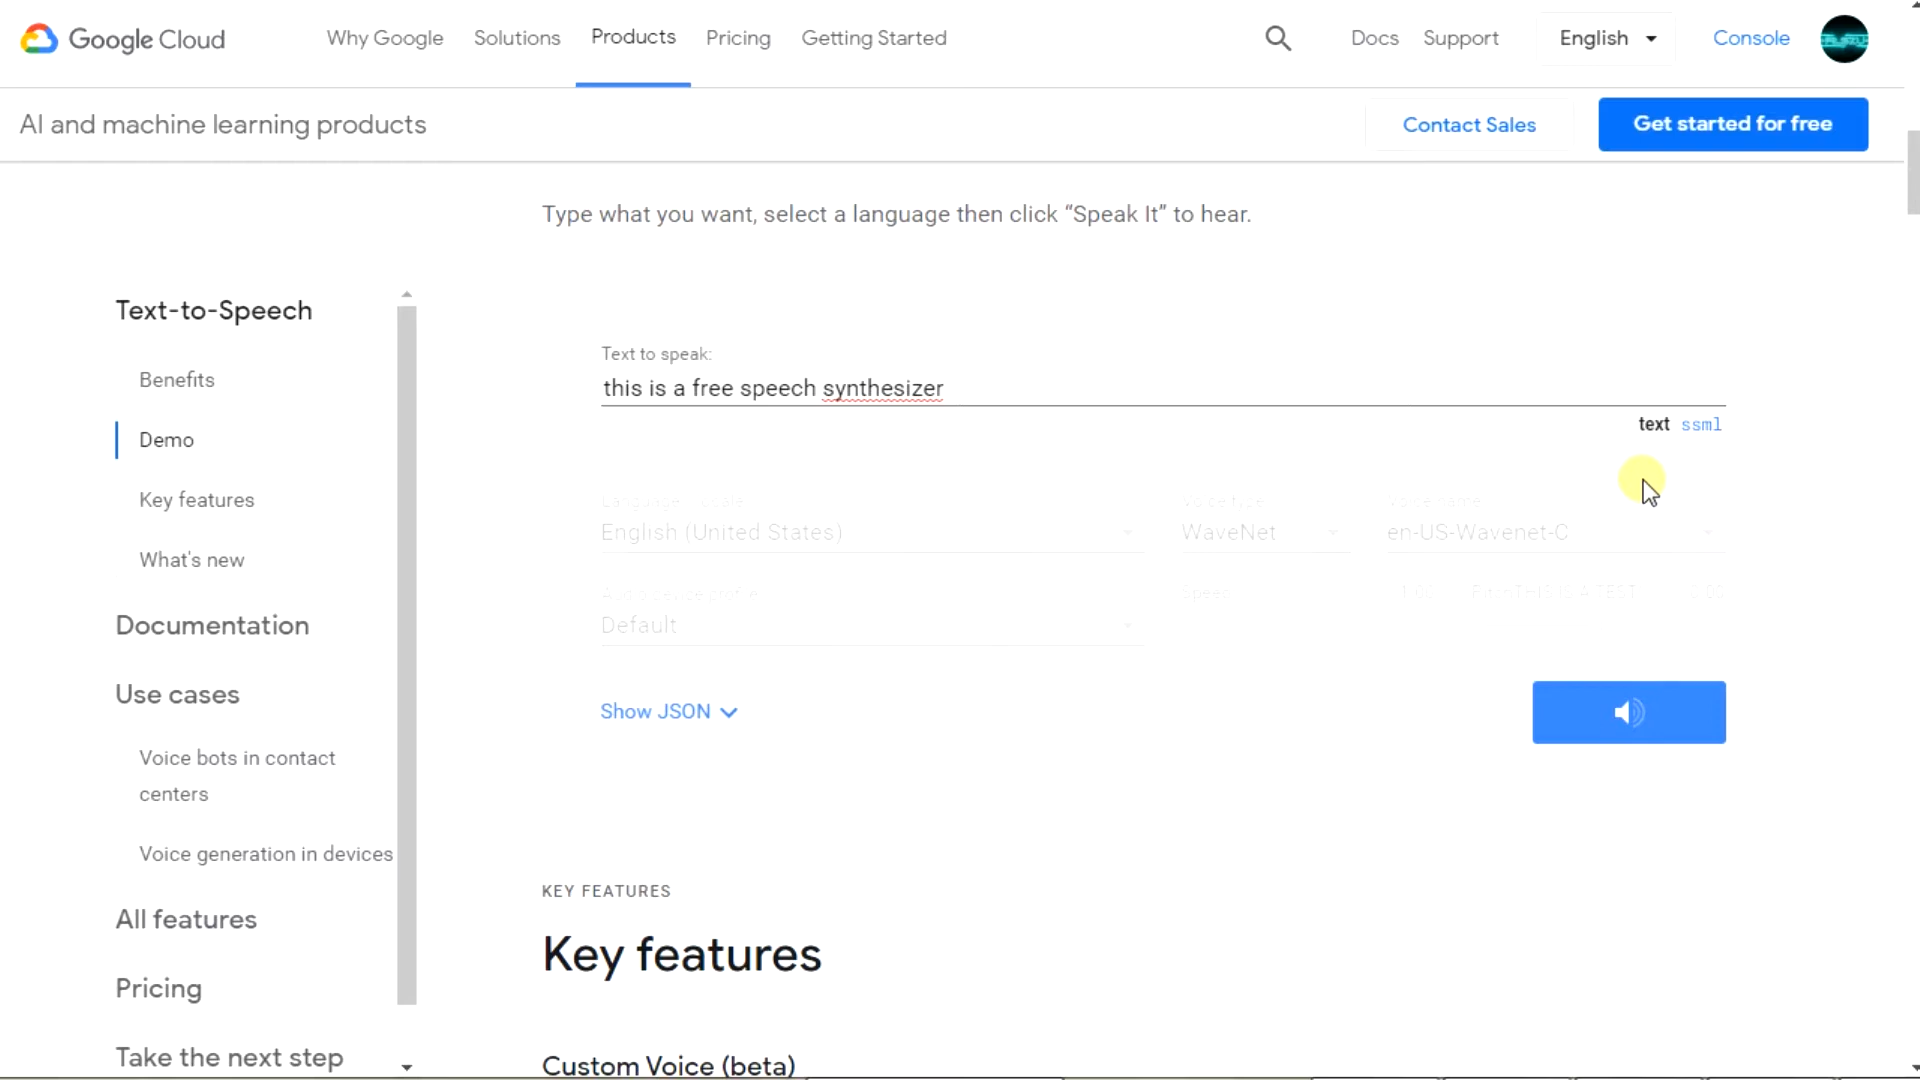 Google Cloud
Why Google Solutions Products Pricing Getting Started
Docs Support English Console
AI and machine learning products
Contact Sales Get started for free
Type what you want, select a language then click “Speak It” to hear.
Text-to-Speech
Benefits
Demo
Key features
What's new
Documentation
Use cases
Voice bots in contact
centers
Voice generation in devices
All features
Pricing
Take the next step
Text to speak:
this is a free speech synthesizer
text ssml
English (United States) WaveNet en-US-Wavenet-C
Default
Show JSON
KEY FEATURES
Key features
Custom Voice (beta)